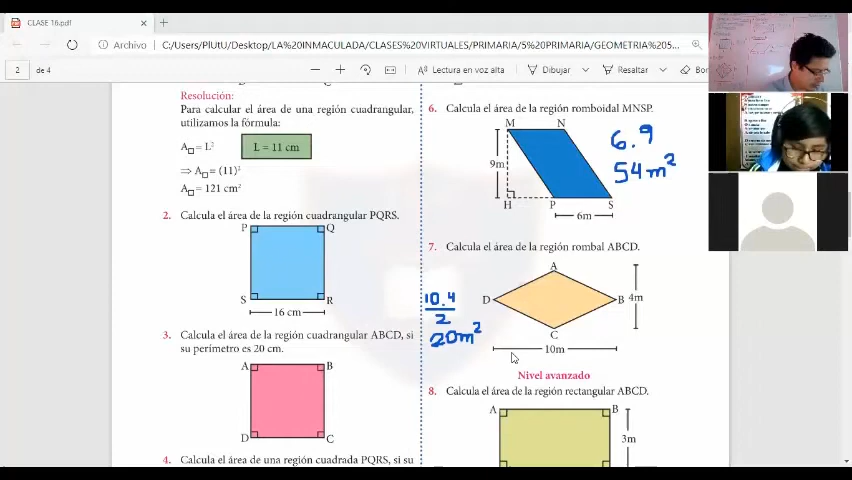 CLASE 16.pdf
Archivo
C:/Users/PlUtU/Desktop/LA%20INMACULADA/CLASES%20VIRTUALES/PRIMARIA/5%20PRIMARIA/GEOMETRIA%205...
2
de 4
Lectura en voz alta
Dibujar
Resaltar
Bor
Resolución:
Para calcular el área de una región cuadrangular,
utilizamos la fórmula:
A□ = L²
L = 11 cm
⇒ A□ = (11)²
A□ = 121 cm²
2. Calcula el área de la región cuadrangular PQRS.
P
Q
S
R
16 cm
3. Calcula el área de la región cuadrangular ABCD, si
su perímetro es 20 cm.
A
B
D
C
4. Calcula el área de una región cuadrada PQRS, si su
6. Calcula el área de la región romboidal MNSP.
M
N
9m
H
P
S
6m
6.9
54m²
7. Calcula el área de la región rombal ABCD.
A
D
B
4m
C
10m
10.4
2
20m²
Nivel avanzado
8. Calcula el área de la región rectangular ABCD.
A
B
3m